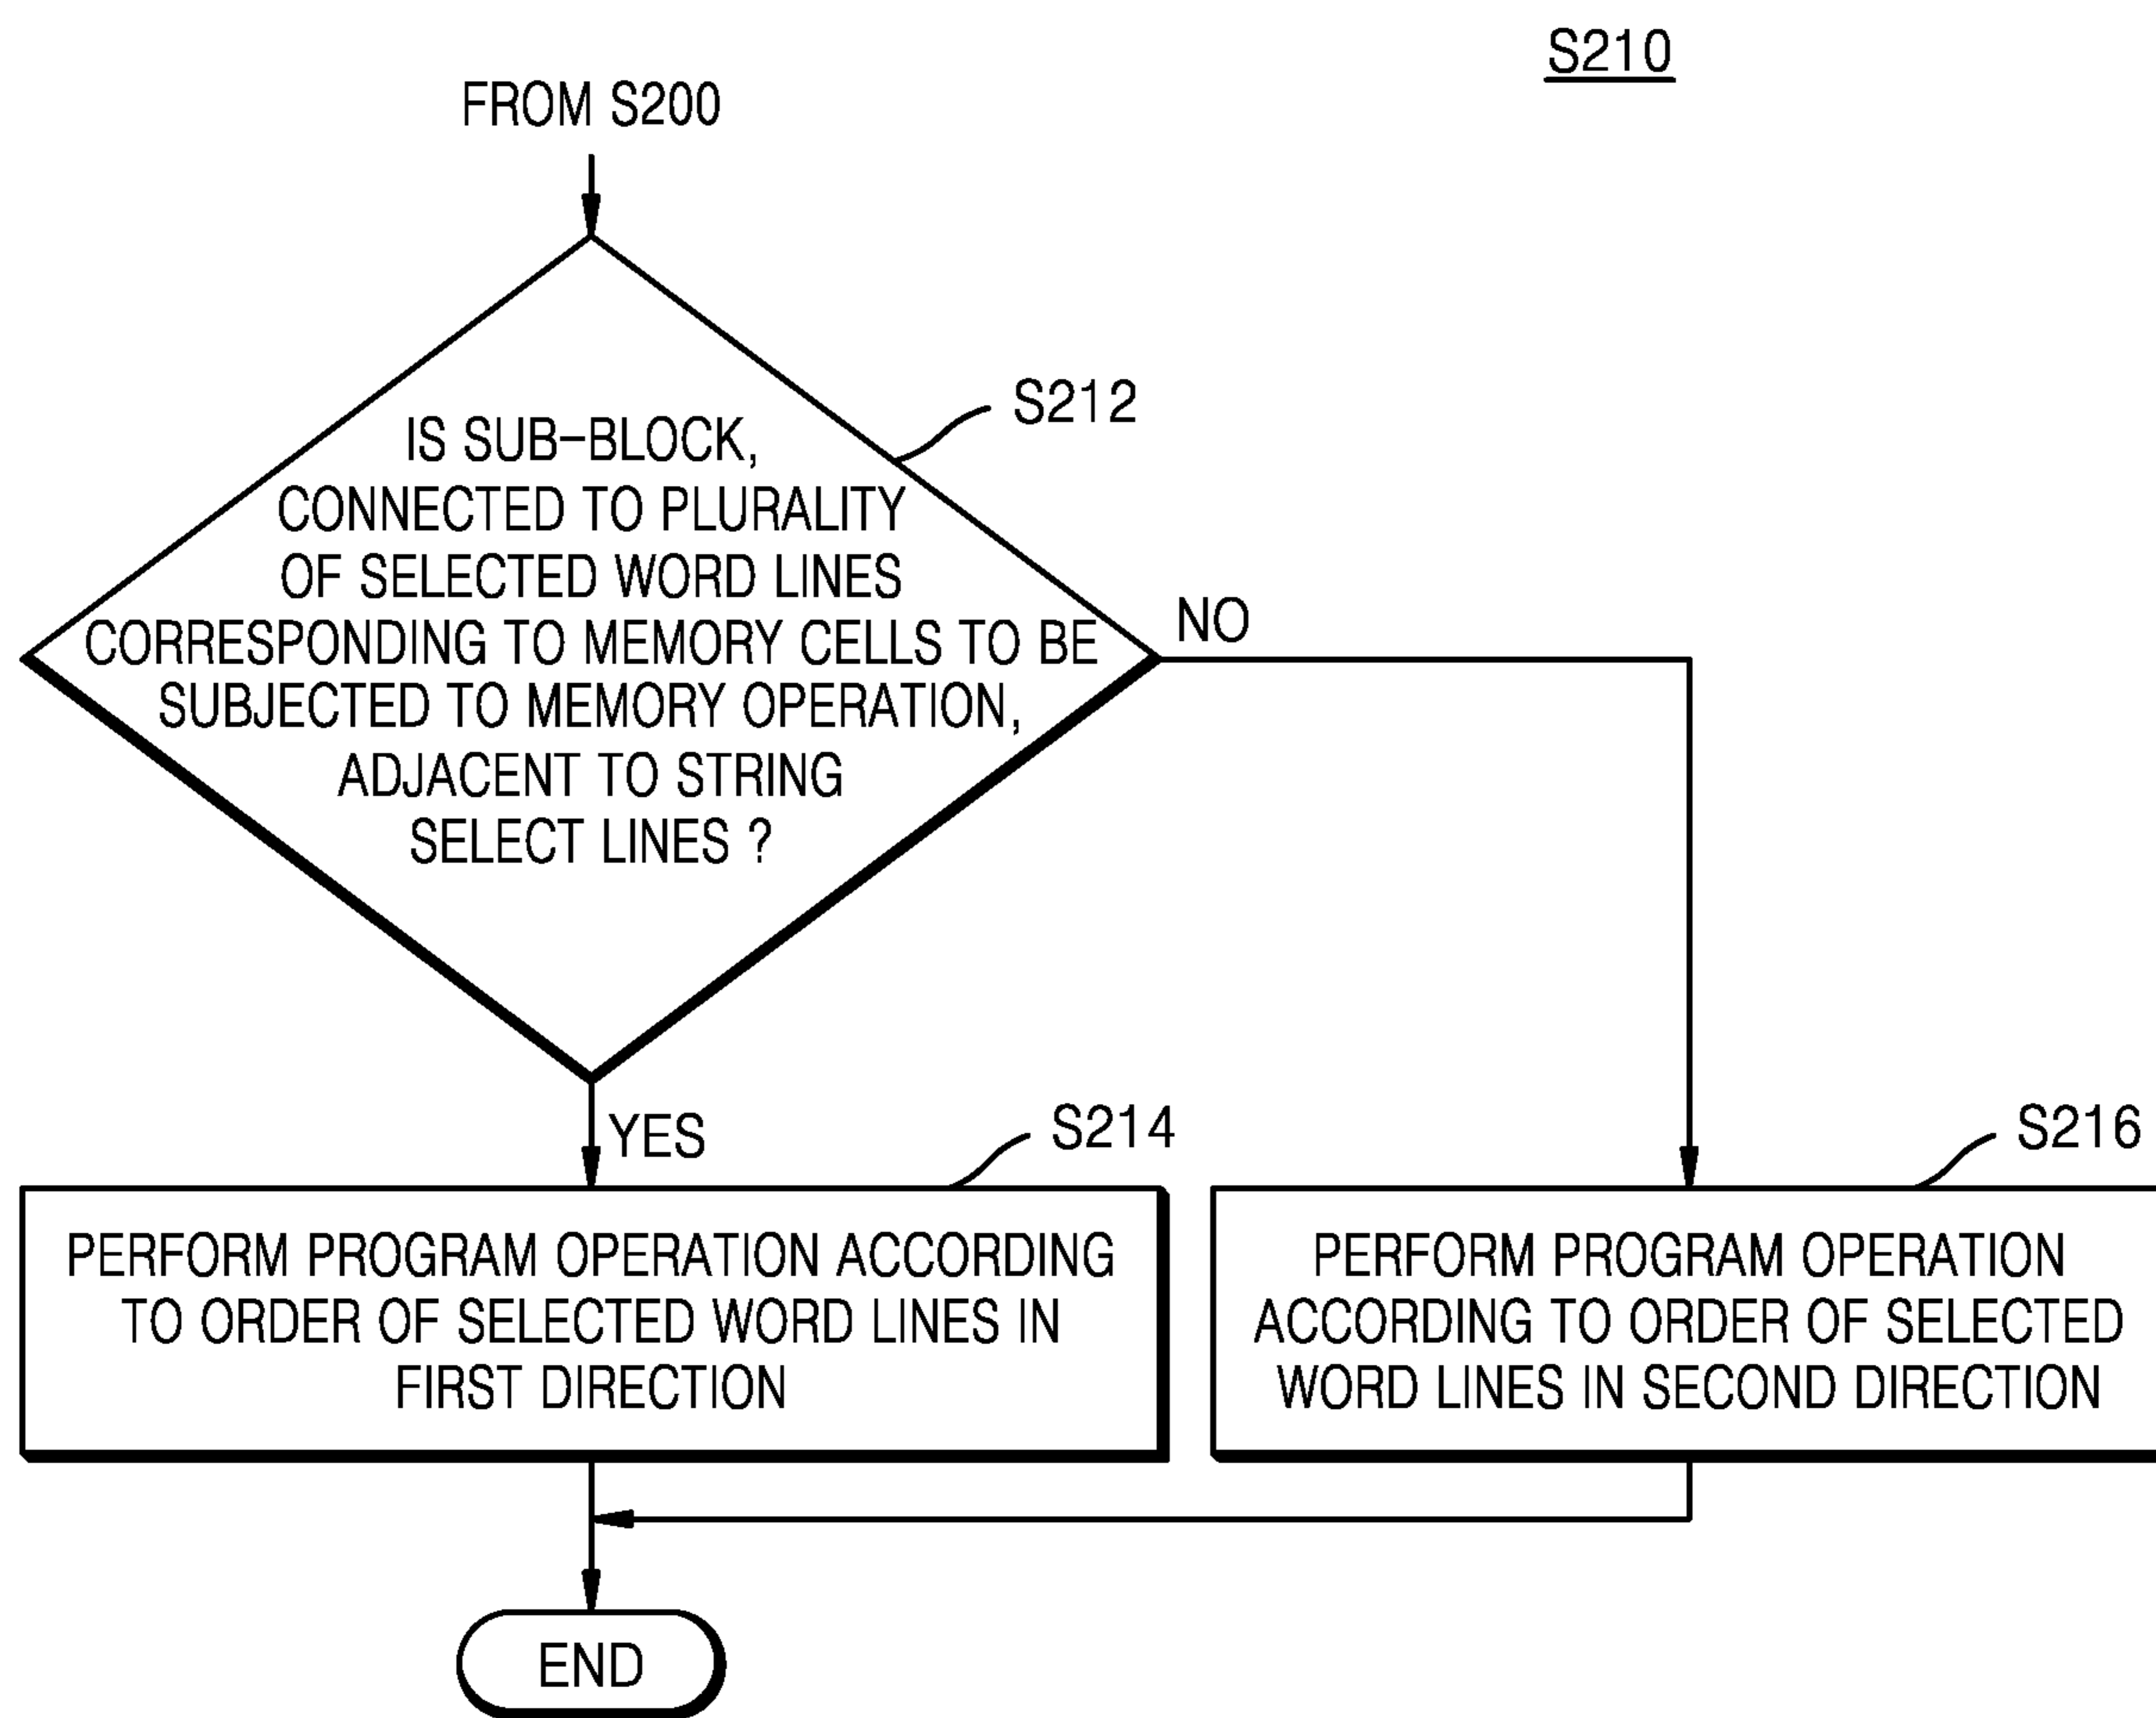 S210
FROM S200
S212
IS SUB-BLOCK,
CONNECTED TO PLURALITY
OF SELECTED WORD LINES
CORRESPONDING TO MEMORY CELLS TO BE
SUBJECTED TO MEMORY OPERATION,
ADJACENT TO STRING
SELECT LINES ?
NO
YES
S214
PERFORM PROGRAM OPERATION ACCORDING
TO ORDER OF SELECTED WORD LINES IN
FIRST DIRECTION
S216
PERFORM PROGRAM OPERATION
ACCORDING TO ORDER OF SELECTED
WORD LINES IN SECOND DIRECTION
END